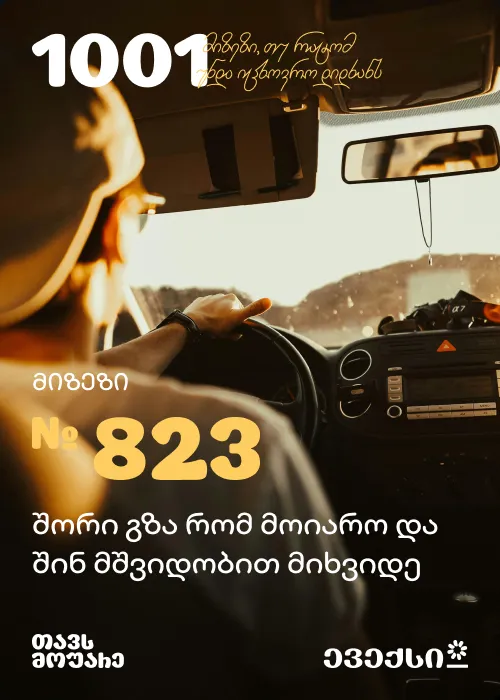 1001
მიზეზი, თუ რატომ
უნდა იცხოვრო დიდხანს
მიზეზი
№ 823
შორი გზა რომ მოიარო და
შინ მშვიდობით მიხვიდე
თავს
მოუარე
ევექსი